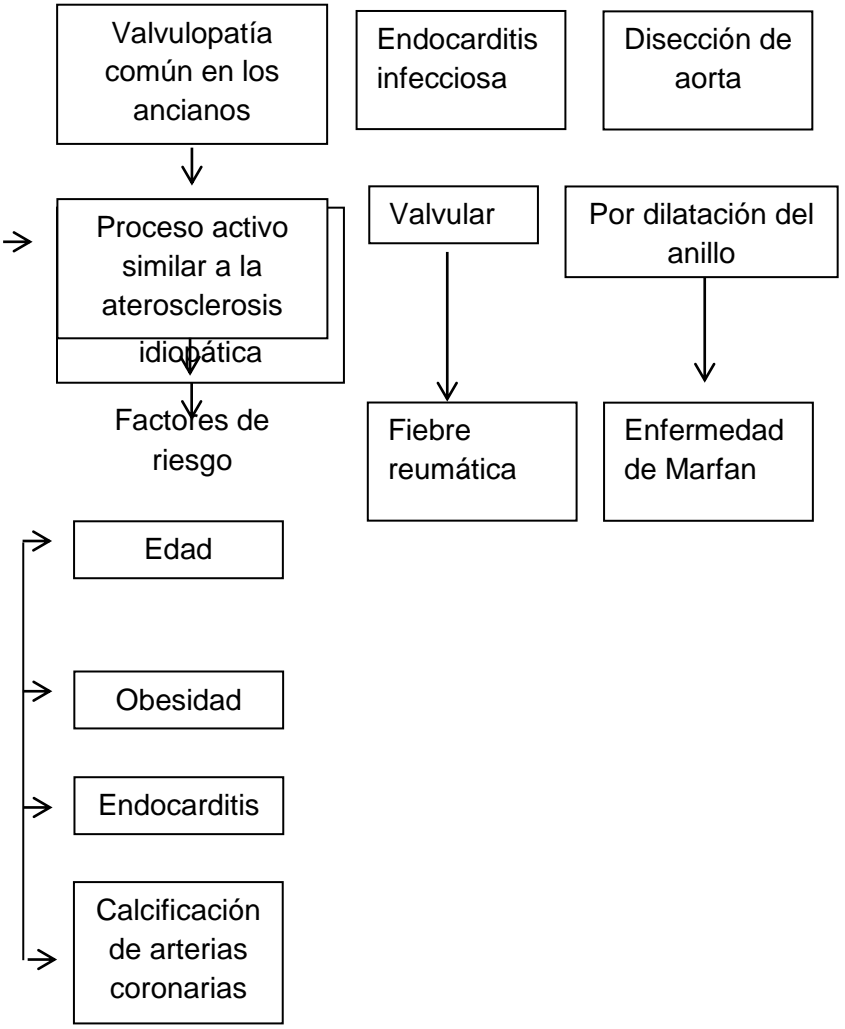 Valvulopatía
común en los
ancianos
Endocarditis
infecciosa
Disección de
aorta
Proceso activo
similar a la
aterosclerosis
idiopática
Valvular
Por dilatación del
anillo
Factores de
riesgo
Fiebre
reumática
Enfermedad
de Marfan
Edad
Obesidad
Endocarditis
Calcificación
de arterias
coronarias